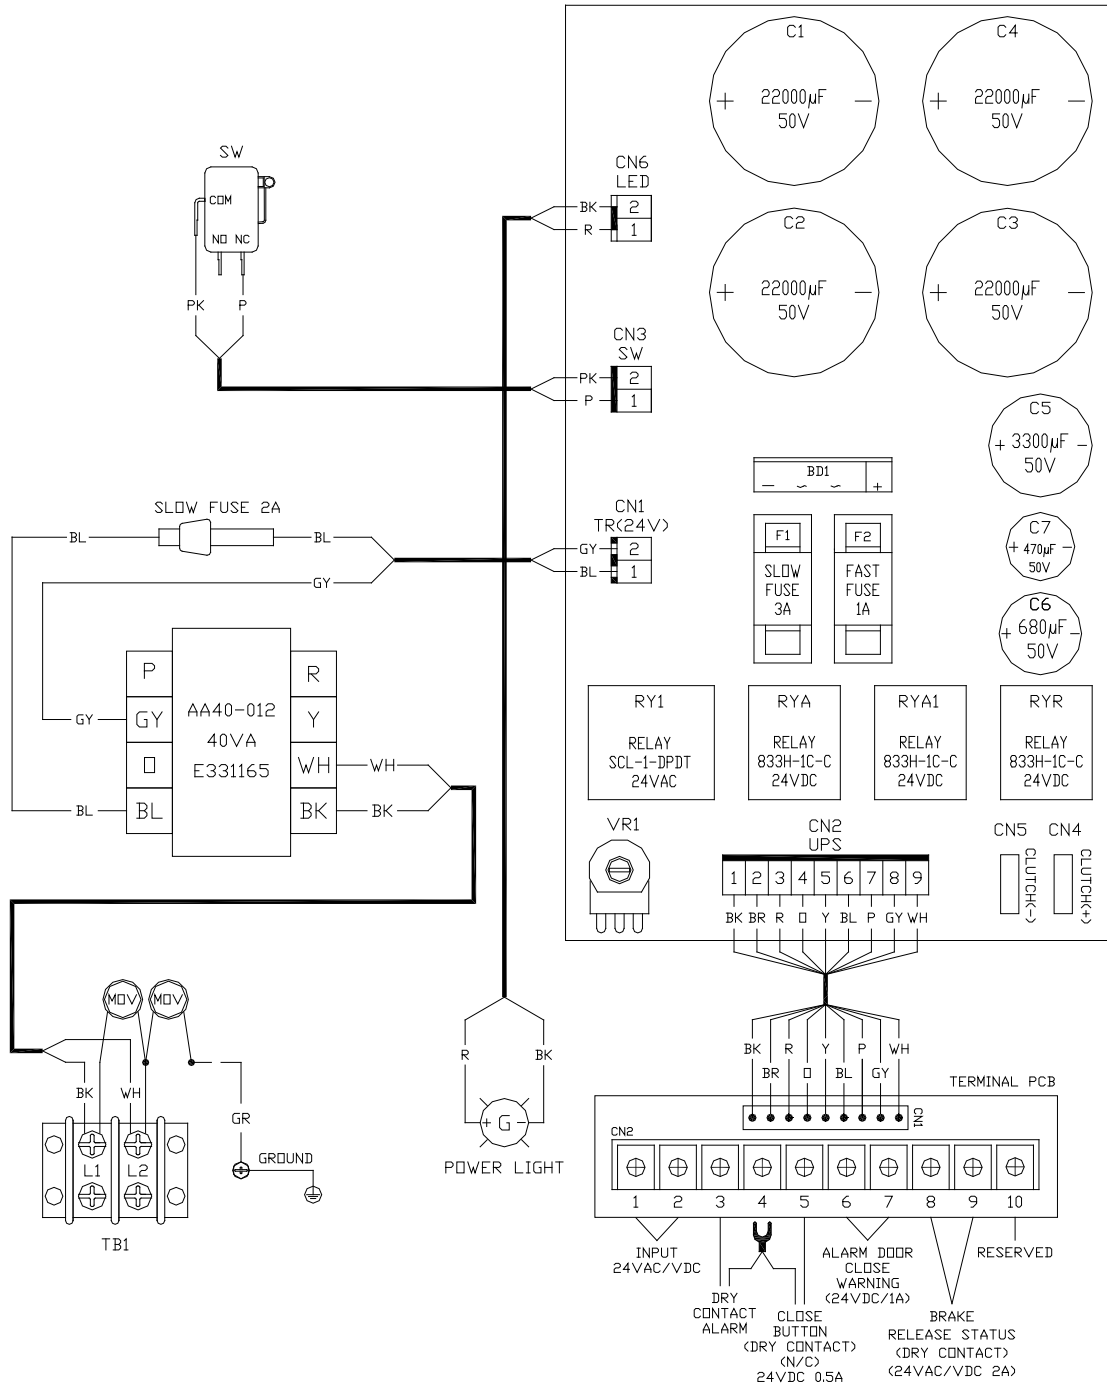 C1
22000µF
50V
+
-
C4
22000µF
50V
+
-
SW
COM
NO NC
PK
P
CN6
LED
BK
2
R
1
C2
22000µF
50V
+
-
C3
22000µF
50V
+
-
CN3
SW
PK
2
P
1
C5
+ 3300µF -
50V
BD1
- ~ ~ +
SLOW FUSE 2A
BL
BL
GY
CN1
TR(24V)
GY
2
BL
1
F1
SLOW
FUSE
3A
F2
FAST
FUSE
1A
C7
+ 470µF -
50V
C6
+ 680µF -
50V
P
GY
GY
O
BL
BL
AA40-012
40VA
E331165
R
Y
WH
WH
BK
BK
RY1
RELAY
SCL-1-DPDT
24VAC
RYA
RELAY
833H-1C-C
24VDC
RYA1
RELAY
833H-1C-C
24VDC
RYR
RELAY
833H-1C-C
24VDC
VR1
CN2
UPS
1 2 3 4 5 6 7 8 9
BK BR R O Y BL P GY WH
CN5
CLUTCH(-)
CN4
CLUTCH(+)
MOV
MOV
BK
WH
GR
L1
L2
TB1
GROUND
R
BK
G
POWER LIGHT
BK R Y P WH
BR O BL GY
TERMINAL PCB
CN1
CN2
1 2 3 4 5 6 7 8 9 10
INPUT
24VAC/VDC
DRY
CONTACT
ALARM
CLOSE
BUTTON
(DRY CONTACT)
(N/C)
24VDC 0.5A
ALARM DOOR
CLOSE
WARNING
(24VDC/1A)
BRAKE
RELEASE STATUS
(DRY CONTACT)
(24VAC/VDC 2A)
RESERVED